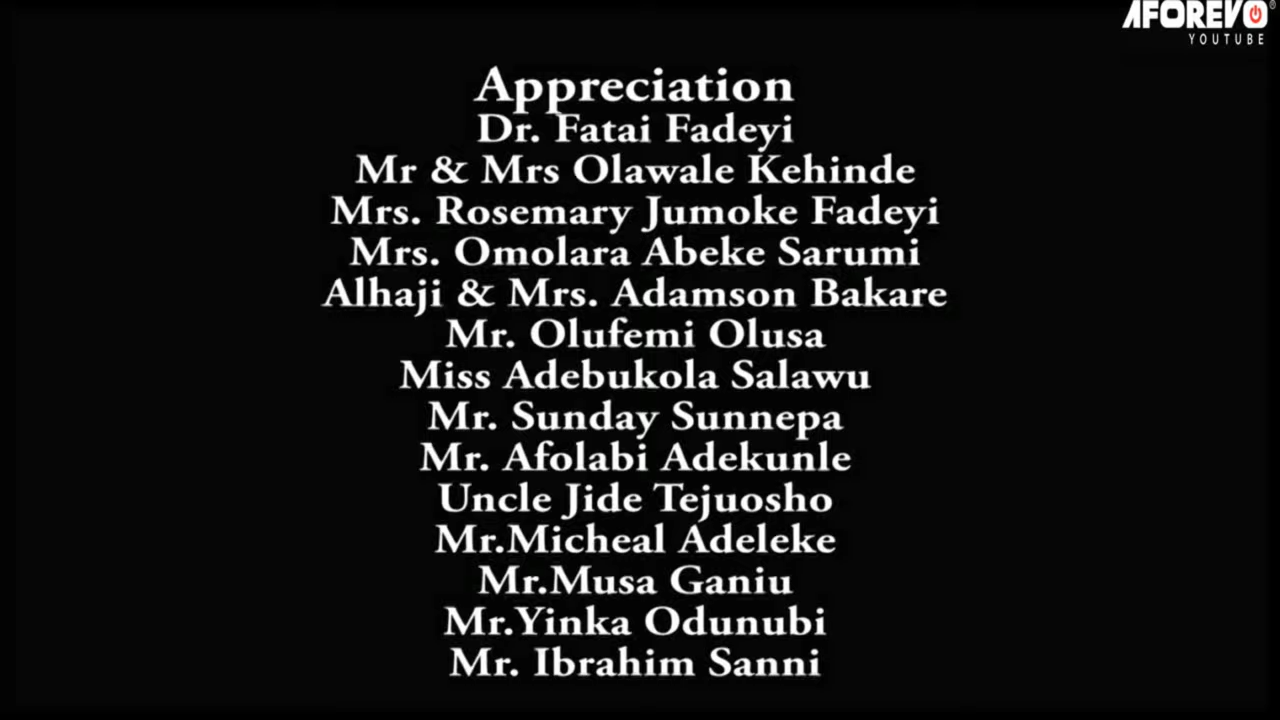 AFOREVO
YOUTUBE
Appreciation
Dr. Fatai Fadeyi
Mr & Mrs Olawale Kehinde
Mrs. Rosemary Jumoke Fadeyi
Mrs. Omolara Abeke Sarumi
Alhaji & Mrs. Adamson Bakare
Mr. Olufemi Olusa
Miss Adebukola Salawu
Mr. Sunday Sunnepa
Mr. Afolabi Adekunle
Uncle Jide Tejuosho
Mr.Micheal Adeleke
Mr.Musa Ganiu
Mr.Yinka Odunubi
Mr. Ibrahim Sanni